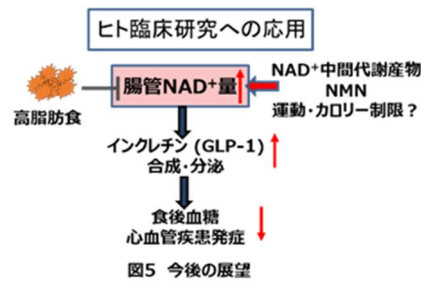 ヒト臨床研究への応用
高脂肪食
腸管NAD⁺量
NAD⁺中間代謝産物
NMN
運動・カロリー制限？
インクレチン (GLP-1)
合成・分泌
食後血糖
心血管疾患発症
図5 今後の展望